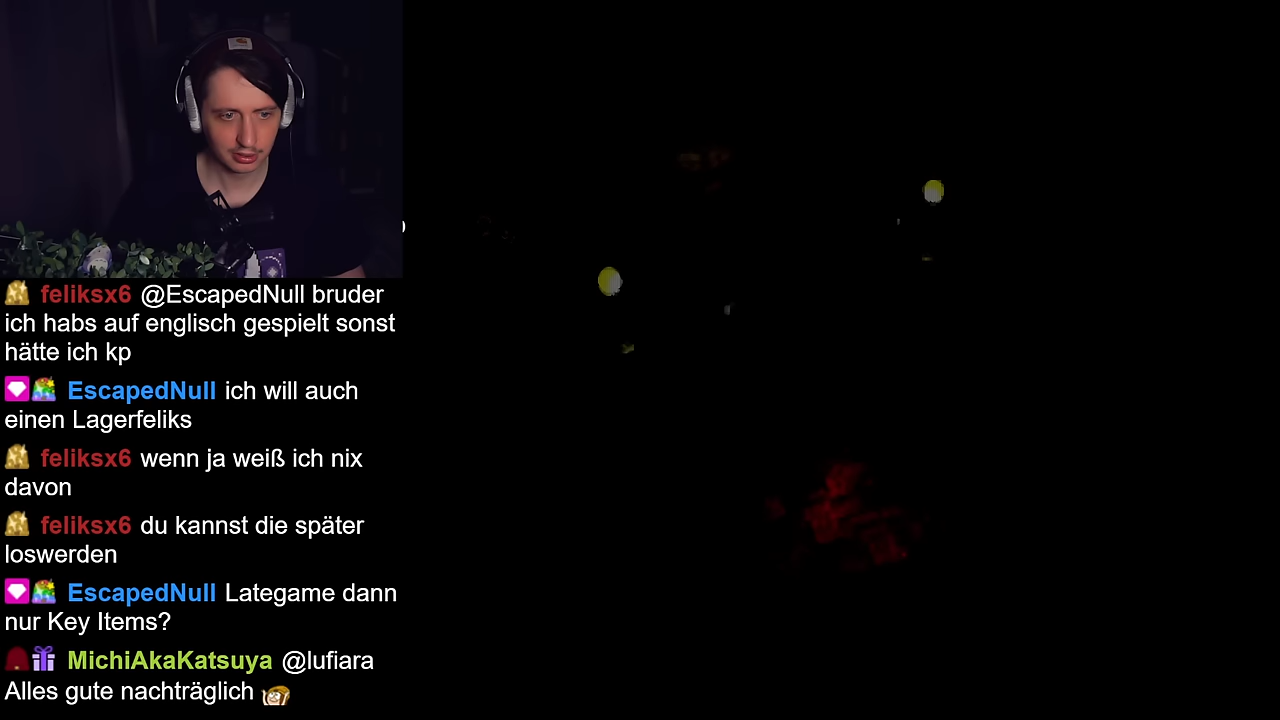 feliksx6 @EscapedNull bruder
ich habs auf englisch gespielt sonst
hätte ich kp
EscapedNull ich will auch
einen Lagerfeliks
feliksx6 wenn ja weiß ich nix
davon
feliksx6 du kannst die später
loswerden
EscapedNull Lategame dann
nur Key Items?
MichiAkaKatsuya @lufiara
Alles gute nachträglich